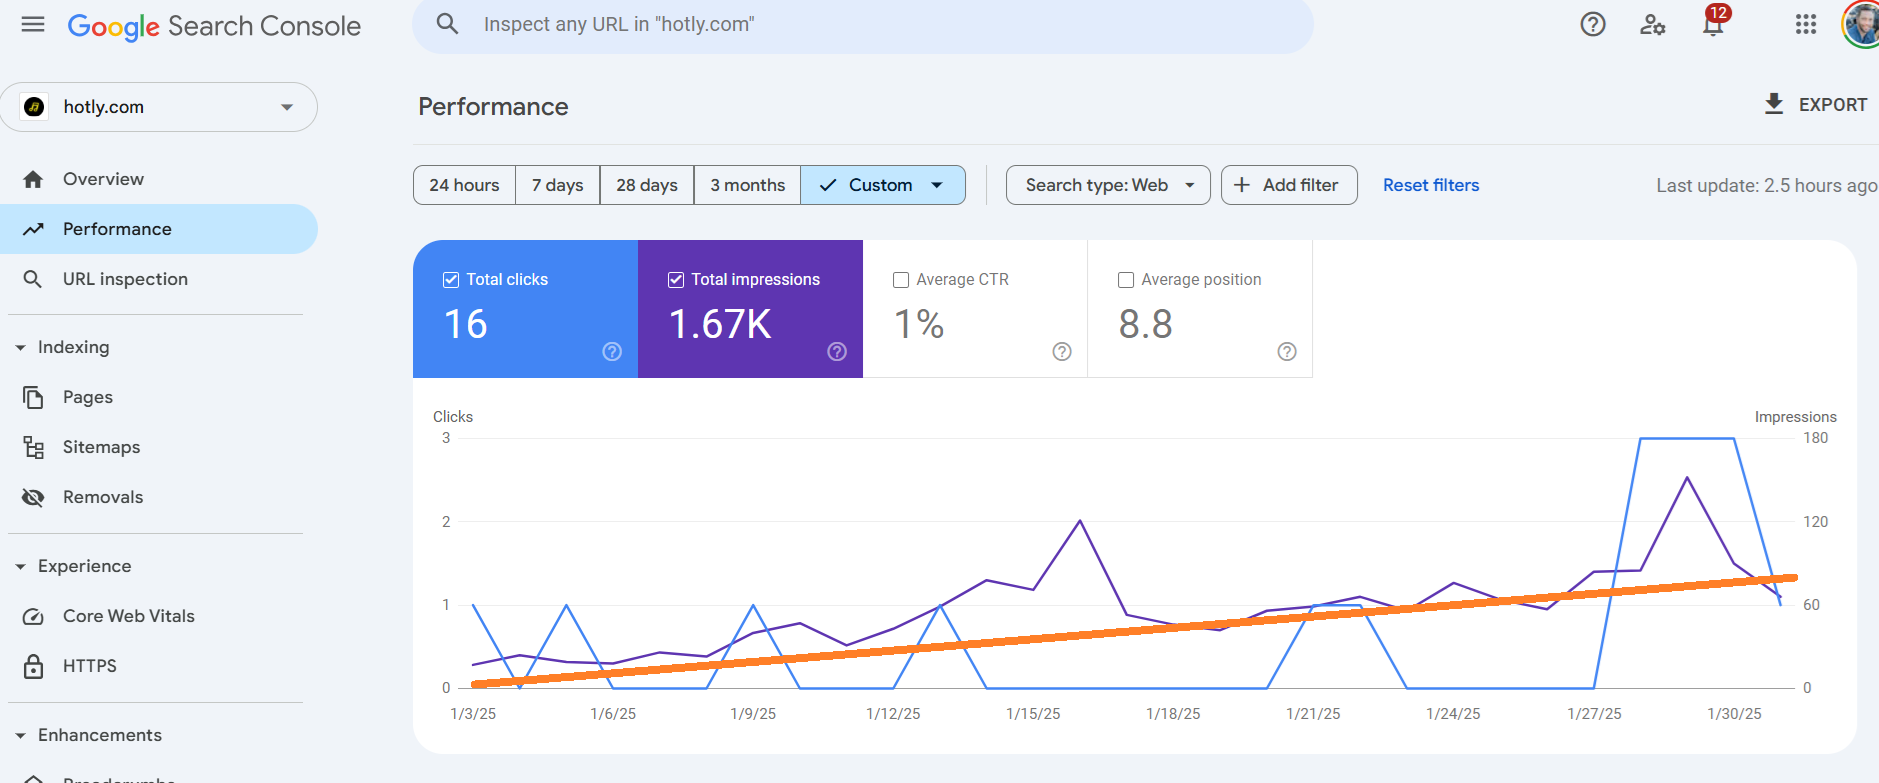 Google Search Console
Inspect any URL in "hotly.com"
12
hotly.com
Overview
Performance
URL inspection
Indexing
Pages
Sitemaps
Removals
Experience
Core Web Vitals
HTTPS
Enhancements
Breadcrumbs
Performance
EXPORT
24 hours
7 days
28 days
3 months
Custom
Search type: Web
Add filter
Reset filters
Last update: 2.5 hours ago
Total clicks
16
Total impressions
1.67K
Average CTR
1%
Average position
8.8
Clicks
Impressions
3
2
1
0
180
120
60
0
1/3/25
1/6/25
1/9/25
1/12/25
1/15/25
1/18/25
1/21/25
1/24/25
1/27/25
1/30/25